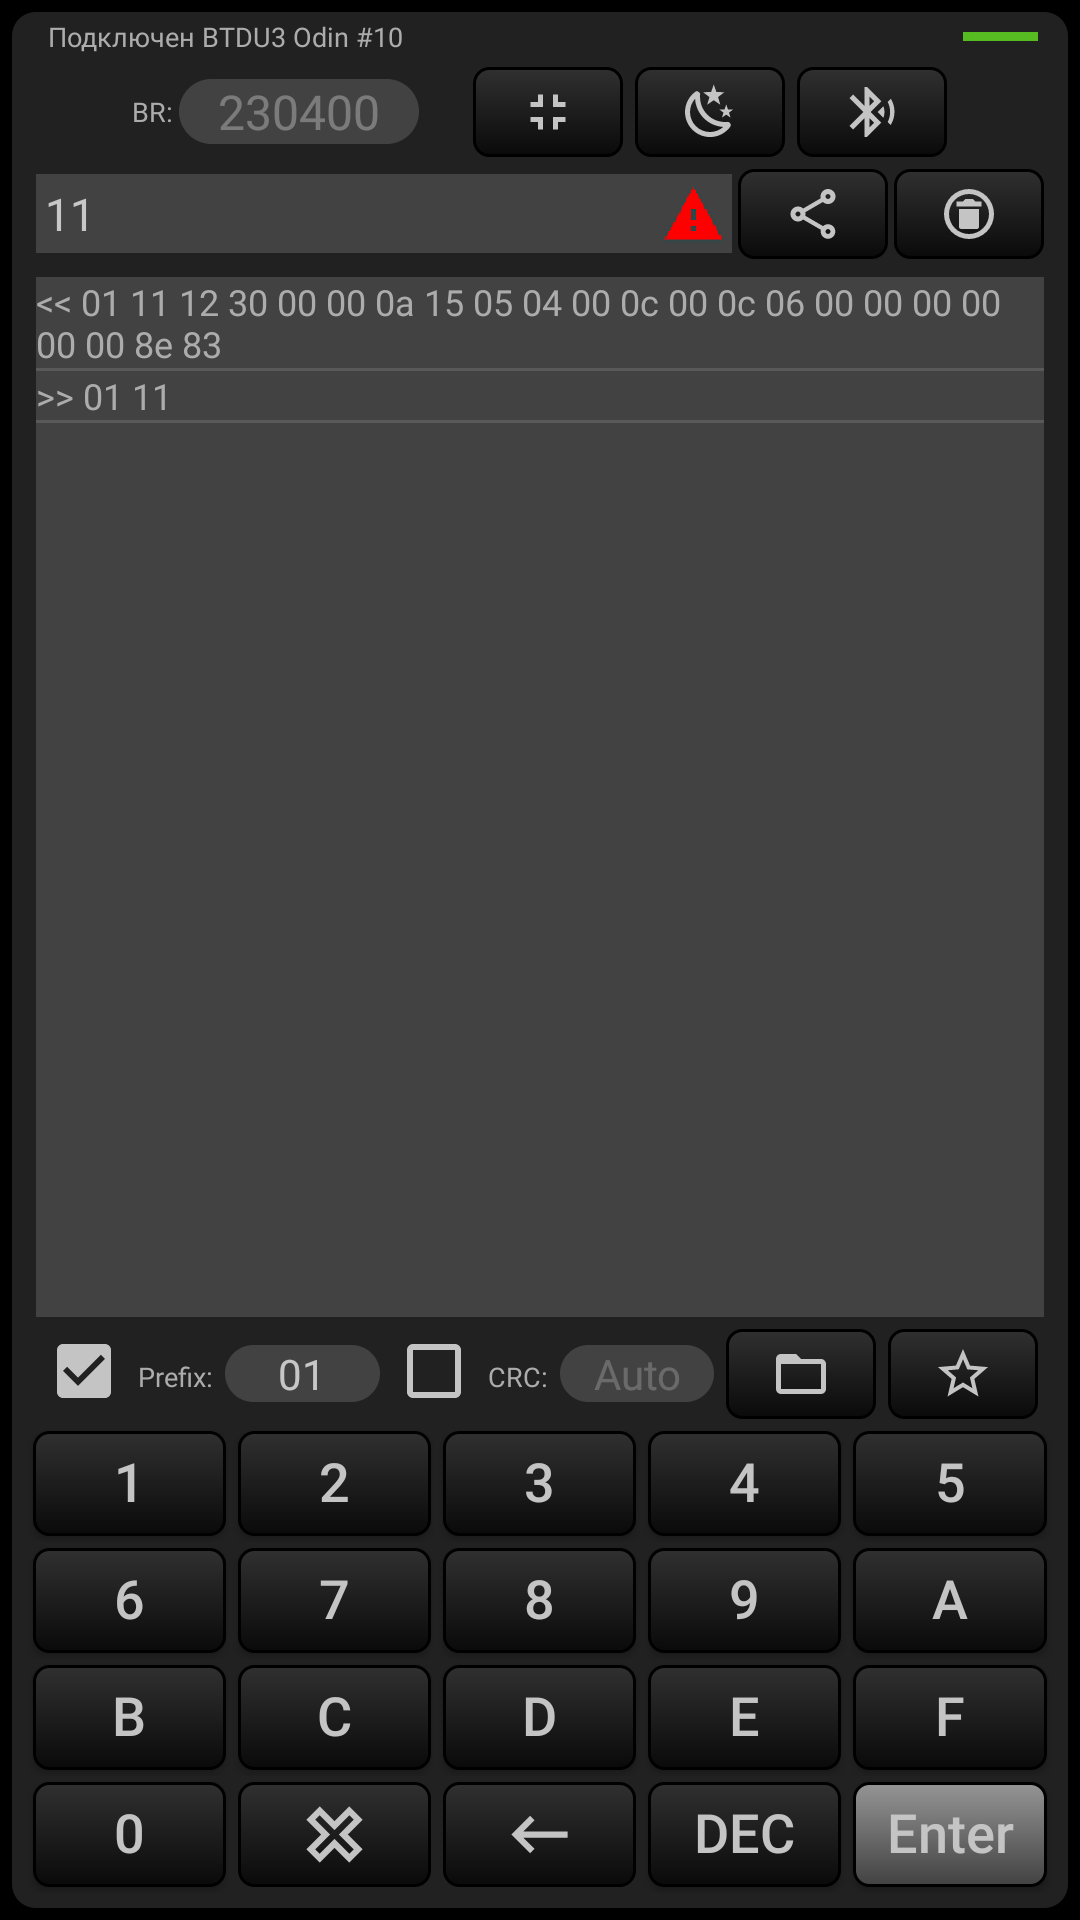 Подключен BTDU3 Odin #10
BR: 230400
11
<< 01 11 12 30 00 00 0a 15 05 04 00 0c 00 0c 06 00 00 00 00
00 00 8e 83
>> 01 11
Prefix: 01 CRC: Auto
1 2 3 4 5
6 7 8 9 A
B C D E F
0 DEC Enter